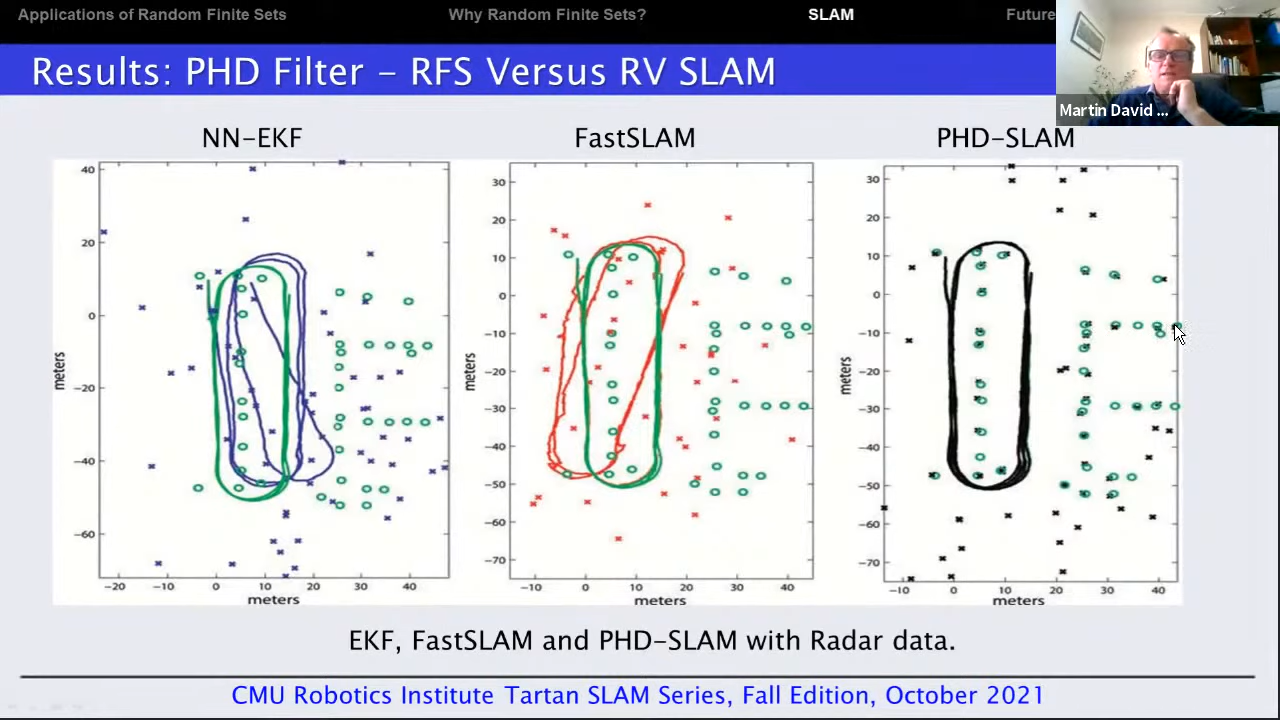 Applications of Random Finite Sets Why Random Finite Sets? SLAM Future
Results: PHD Filter – RFS Versus RV SLAM
Martin David ...
NN-EKF FastSLAM PHD-SLAM
40
20
0
−20
−40
−60
meters
−20 −10 0 10 20 30 40
meters
30
20
10
0
−10
−20
−30
−40
−50
−60
−70
meters
−10 0 10 20 30 40
meters
30
20
10
0
−10
−20
−30
−40
−50
−60
−70
meters
−10 0 10 20 30 40
meters
EKF, FastSLAM and PHD-SLAM with Radar data.
CMU Robotics Institute Tartan SLAM Series, Fall Edition, October 2021